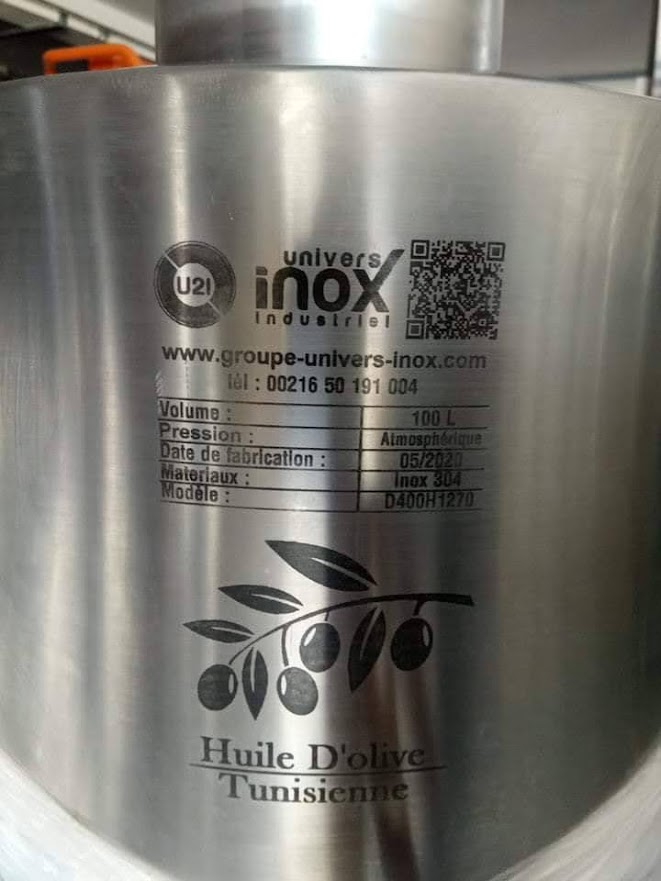 U2I
univers
inox
Industriel
www.groupe-univers-inox.com
tél : 00216 50 191 004
Volume : 100 L
Pression : Atmosphérique
Date de fabrication : 05/2020
Materiaux : Inox 304
Modèle : D400H1270
Huile D'olive
Tunisienne